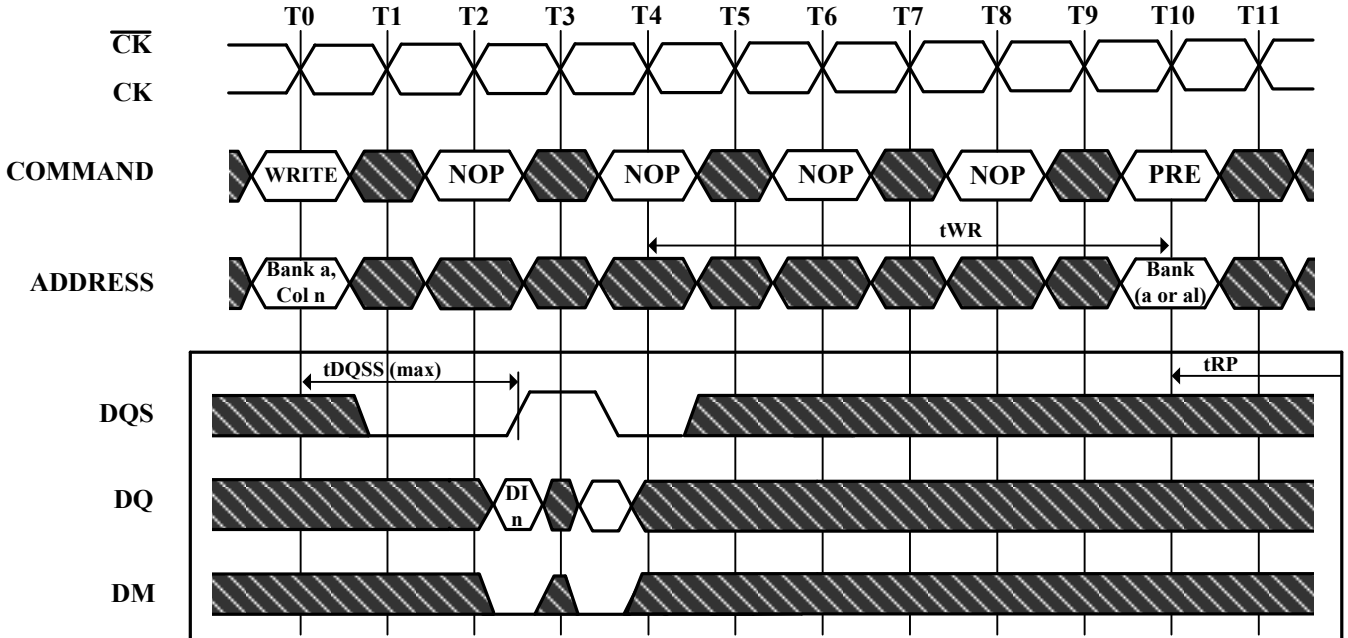 T0 T1 T2 T3 T4 T5 T6 T7 T8 T9 T10 T11
CK
CK
COMMAND
WRITE NOP NOP NOP NOP PRE
tWR
ADDRESS
Bank a,
Col n
Bank
(a or al)
tDQSS (max)
tRP
DQS
DQ
DI
n
DM